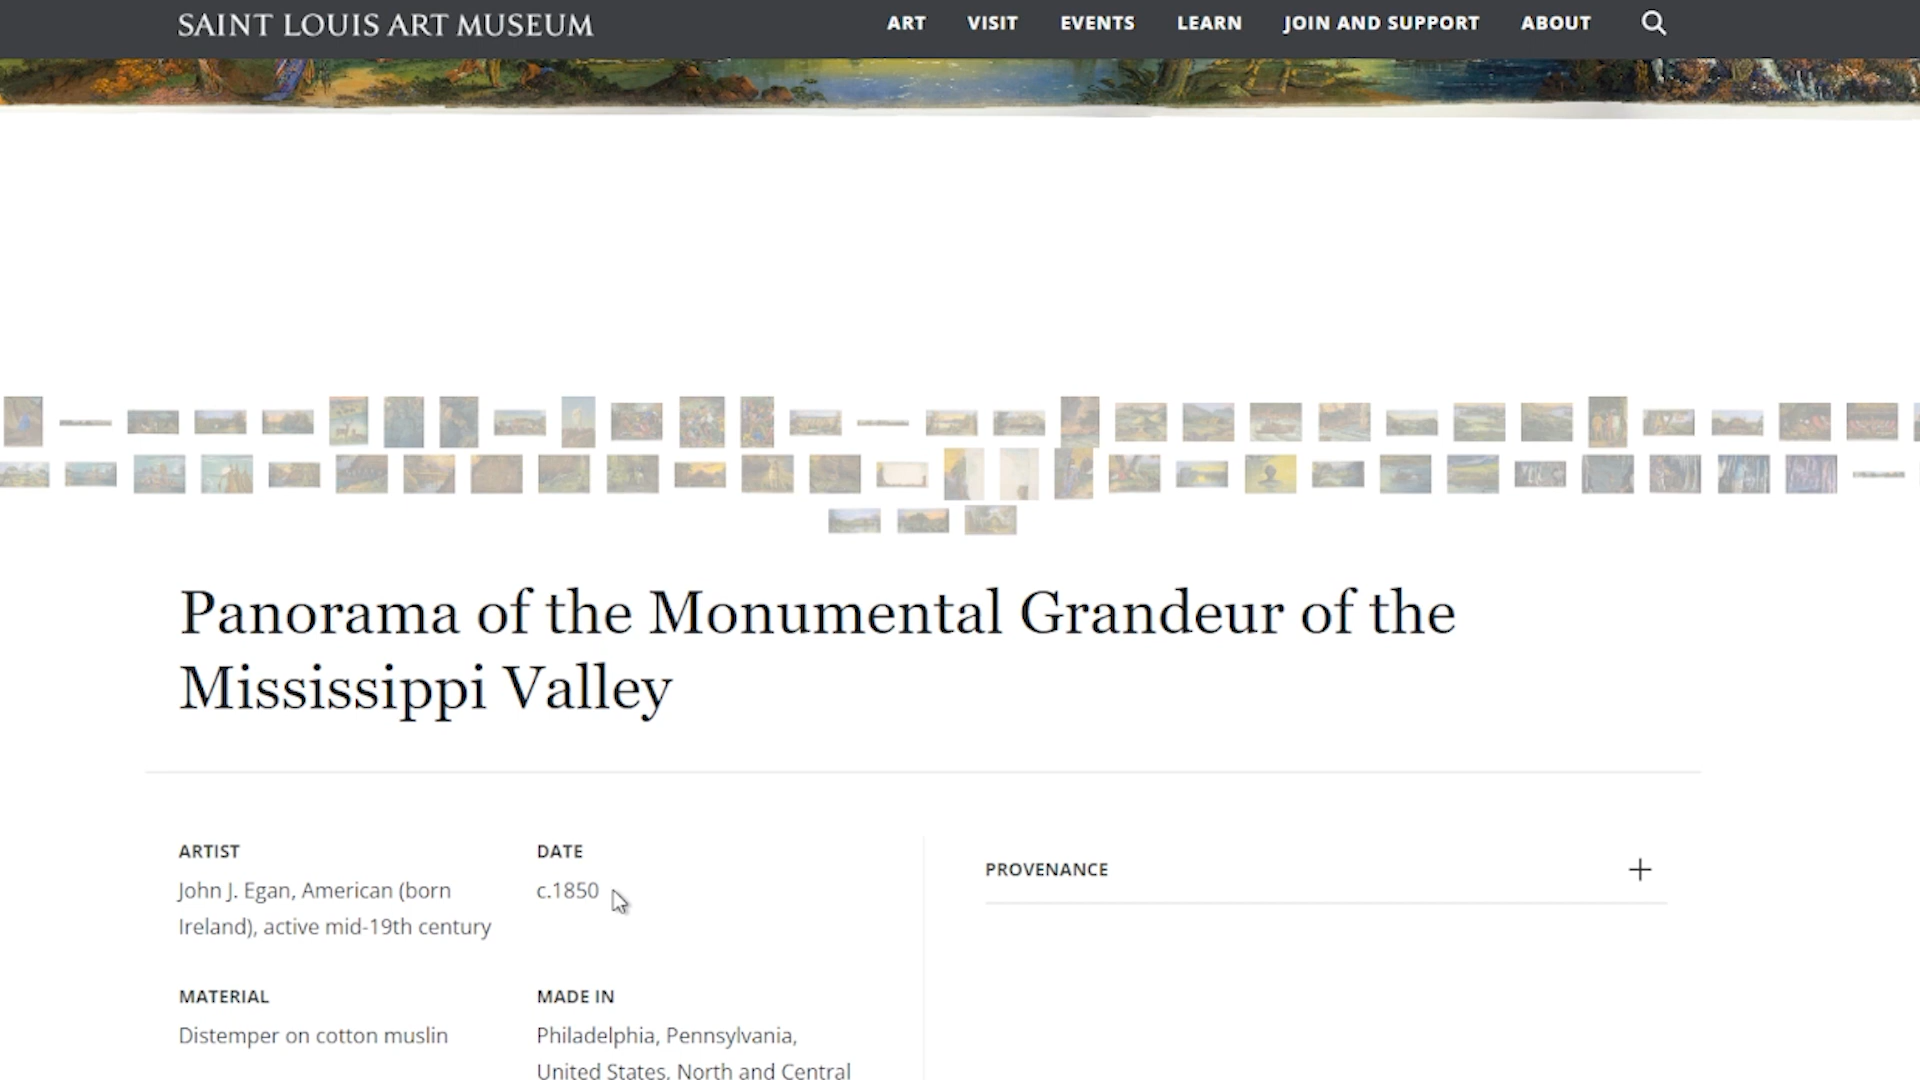 SAINT LOUIS ART MUSEUM
ART VISIT EVENTS LEARN JOIN AND SUPPORT ABOUT
Panorama of the Monumental Grandeur of the
Mississippi Valley
ARTIST
John J. Egan, American (born
Ireland), active mid-19th century
DATE
c.1850
MATERIAL
Distemper on cotton muslin
MADE IN
Philadelphia, Pennsylvania,
United States, North and Central
PROVENANCE